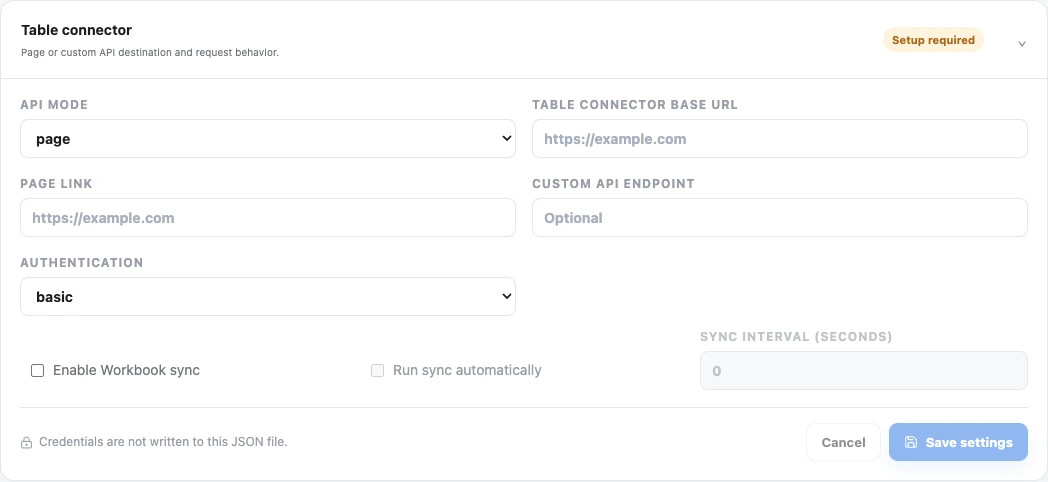 Table connector
Page or custom API destination and request behavior.
Setup required
API MODE
TABLE CONNECTOR BASE URL
page
https://example.com
PAGE LINK
CUSTOM API ENDPOINT
https://example.com
Optional
AUTHENTICATION
basic
SYNC INTERVAL (SECONDS)
Enable Workbook sync
Run sync automatically
0
Credentials are not written to this JSON file.
Cancel
Save settings